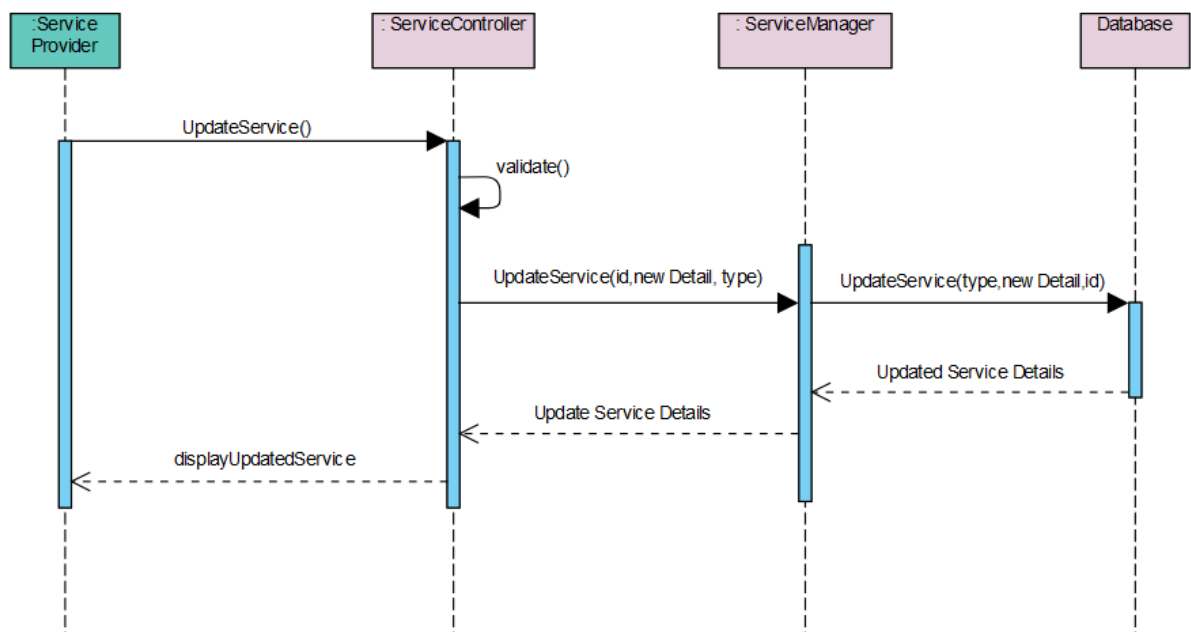 :Service
Provider
: ServiceController
: ServiceManager
Database
UpdateService()
validate()
UpdateService(id,new Detail, type)
UpdateService(type,new Detail,id)
Updated Service Details
Update Service Details
displayUpdatedService